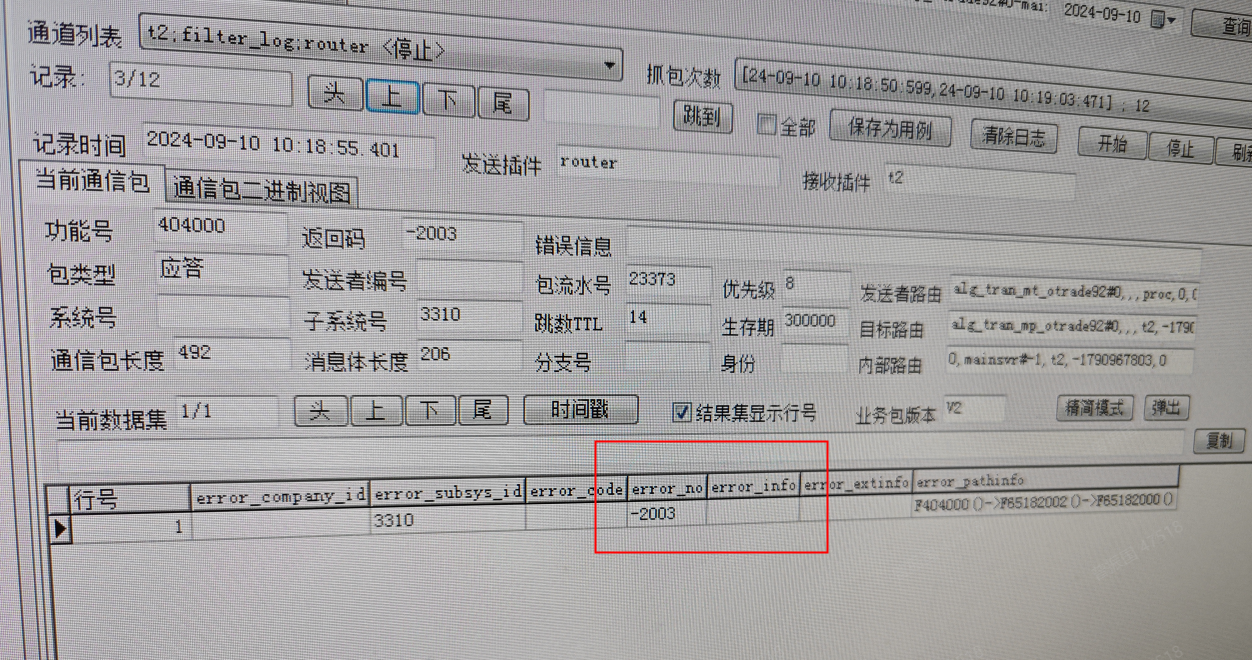 2024-09-10 查询
通道列表 t2;filter_log;router <停止>
记录: 3/12 头 上 下 尾 跳到 抓包次数 [24-09-10 10:18:50:599,24-09-10 10:19:03:471] ; 12
全部 保存为用例 清除日志 开始 停止
记录时间 2024-09-10 10:18:55.401 发送插件 router 接收插件 t2
当前通信包 通信包二进制视图
功能号 404000 返回码 -2003 错误信息
包类型 应答 发送者编号 包流水号 23373 优先级 8 发送者路由 alg_tran_mt_otrade92#0,,,proc,0,0
系统号 子系统号 3310 跳数TTL 14 生存期 300000 目标路由 alg_tran_mp_otrade92#0,,,t2,-1790
通信包长度 492 消息体长度 206 分支号 身份 内部路由 0,mainsvr#-1,t2,-1790967803,0
当前数据集 1/1 头 上 下 尾 时间戳 结果集显示行号 业务包版本 V2 精简模式 弹出
复制
行号 error_company_id error_subsys_id error_code error_no error_info error_extinfo error_pathinfo
1 3310 -2003 F404000()->F65182002()->F65182000()